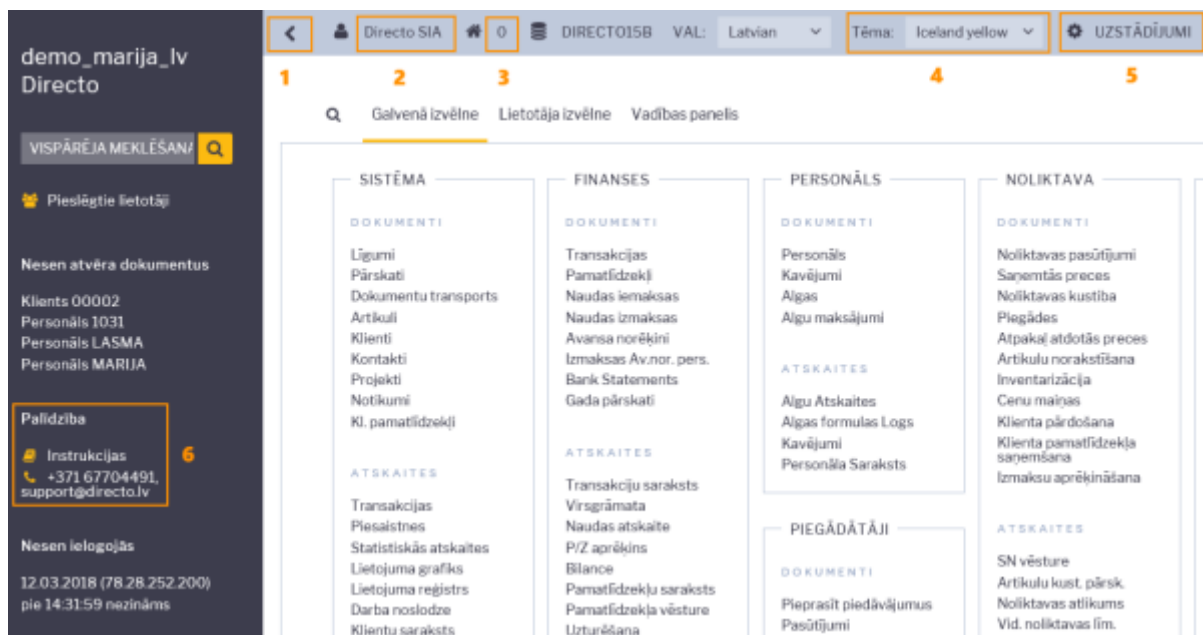 demo_marija_lv
Directo
VISPĀRĒJA MEKLĒŠANA
Pieslēgtie lietotāji
Nesen atvēra dokumentus
Klients 00002
Personāls 1031
Personāls LASMA
Personāls MARIJA
Palīdzība
Instrukcijas
6
+371 67704491,
support@directo.lv
Nesen ielogojās
12.03.2018 (78.28.252.200)
pie 14:31:59 nezināms
Directo SIA 0 DIRECTO15B VAL: Latvian Tēma: Iceland yellow UZSTĀDĪJUMI
1 2 3 4 5
Galvenā izvēlne Lietotāja izvēlne Vadības panelis
SISTĒMA
DOKUMENTI
Līgumi
Pārskati
Dokumentu transports
Artikuli
Klienti
Kontakti
Projekti
Notikumi
Kl. pamatlīdzekļi
ATSKAITES
Transakcijas
Piesaistnes
Statistiskās atskaites
Lietojuma grafiks
Lietojuma reģistrs
Darba noslodze
Klientu saraksts
FINANSES
DOKUMENTI
Transakcijas
Pamatlīdzekļi
Naudas iemaksas
Naudas izmaksas
Avansa norēķini
Izmaksas Av.nor. pers.
Bank Statements
Gada pārskati
ATSKAITES
Transakciju saraksts
Virsgrāmata
Naudas atskaite
P/Z aprēķins
Bilance
Pamatlīdzekļu saraksts
Pamatlīdzekļa vēsture
Uzturēšana
PERSONĀLS
DOKUMENTI
Personāls
Kavējumi
Algas
Algu maksājumi
ATSKAITES
Algu Atskaites
Algas formulas Logs
Kavējumi
Personāla Saraksts
PIEGĀDĀTĀJI
DOKUMENTI
Pieprasīt piedāvājumus
Pasūtījumi
NOLIKTAVA
DOKUMENTI
Noliktavas pasūtījumi
Saņemtās preces
Noliktavas kustība
Piegādes
Atpakaļ atdotās preces
Artikulu norakstīšana
Inventarizācija
Cenu maiņas
Klienta pārdošana
Klienta pamatlīdzekļa
saņemšana
Izmaksu aprēķināšana
ATSKAITES
SN vēsture
Artikulu kust. pārsk.
Noliktavas atlikums
Vid. noliktavas līm.